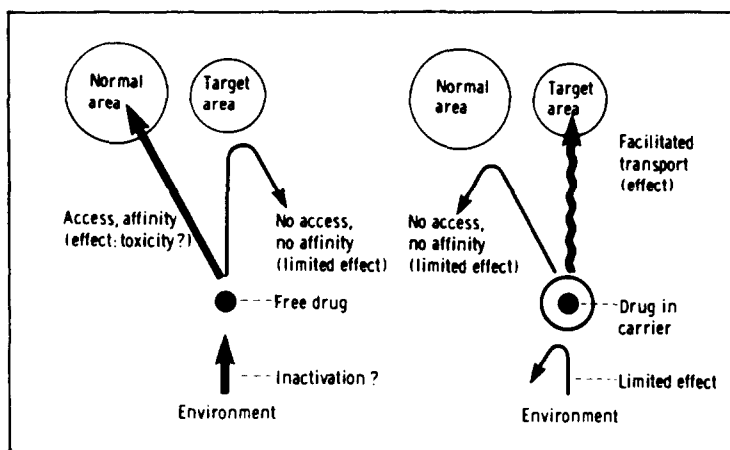 Normal
area
Target
area
Access, affinity
(effect: toxicity?)
No access,
no affinity
(limited effect)
Free drug
Inactivation ?
Environment
Normal
area
Target
area
Facilitated
transport
(effect)
No access,
no affinity
(limited effect)
Drug in
carrier
Limited effect
Environment